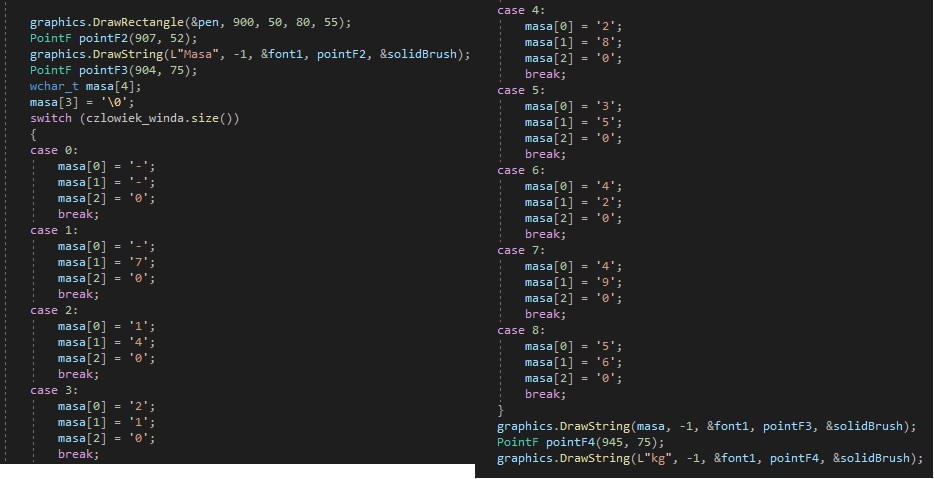 graphics.DrawRectangle(&pen, 900, 50, 80, 55);
PointF pointF2(907, 52);
graphics.DrawString(L"Masa", -1, &font1, pointF2, &solidBrush);
PointF pointF3(904, 75);
wchar_t masa[4];
masa[3] = '\0';
switch (czlowiek_winda.size())
{
case 0:
masa[0] = '-';
masa[1] = '-';
masa[2] = '0';
break;
case 1:
masa[0] = '-';
masa[1] = '7';
masa[2] = '0';
break;
case 2:
masa[0] = '1';
masa[1] = '4';
masa[2] = '0';
break;
case 3:
masa[0] = '2';
masa[1] = '1';
masa[2] = '0';
break;
case 4:
masa[0] = '2';
masa[1] = '8';
masa[2] = '0';
break;
case 5:
masa[0] = '3';
masa[1] = '5';
masa[2] = '0';
break;
case 6:
masa[0] = '4';
masa[1] = '2';
masa[2] = '0';
break;
case 7:
masa[0] = '4';
masa[1] = '9';
masa[2] = '0';
break;
case 8:
masa[0] = '5';
masa[1] = '6';
masa[2] = '0';
break;
}
graphics.DrawString(masa, -1, &font1, pointF3, &solidBrush);
PointF pointF4(945, 75);
graphics.DrawString(L"kg", -1, &font1, pointF4, &solidBrush);